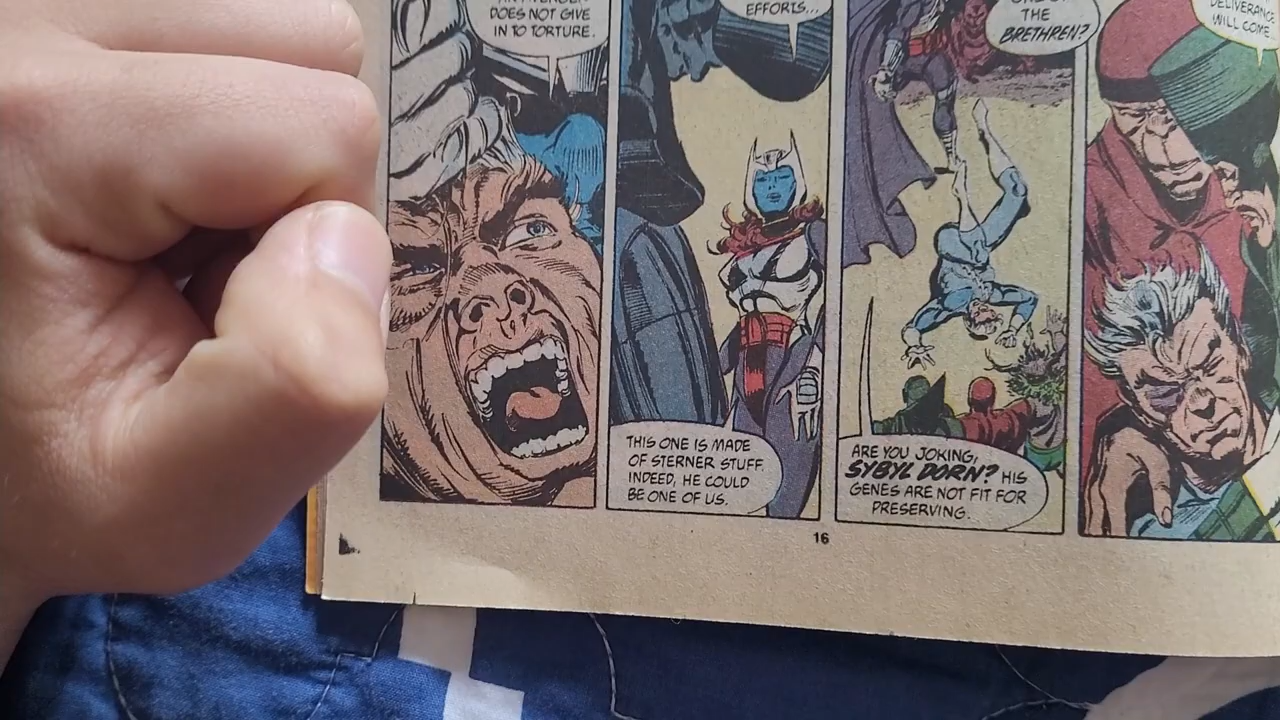 DOES NOT GIVE
IN TO TORTURE.
EFFORTS...
THIS ONE IS MADE
OF STERNER STUFF.
INDEED, HE COULD
BE ONE OF US.
THE
BRETHREN?
ARE YOU JOKING,
SYBYL DORN? HIS
GENES ARE NOT FIT FOR
PRESERVING.
DELIVERANCE
WILL COME.
16